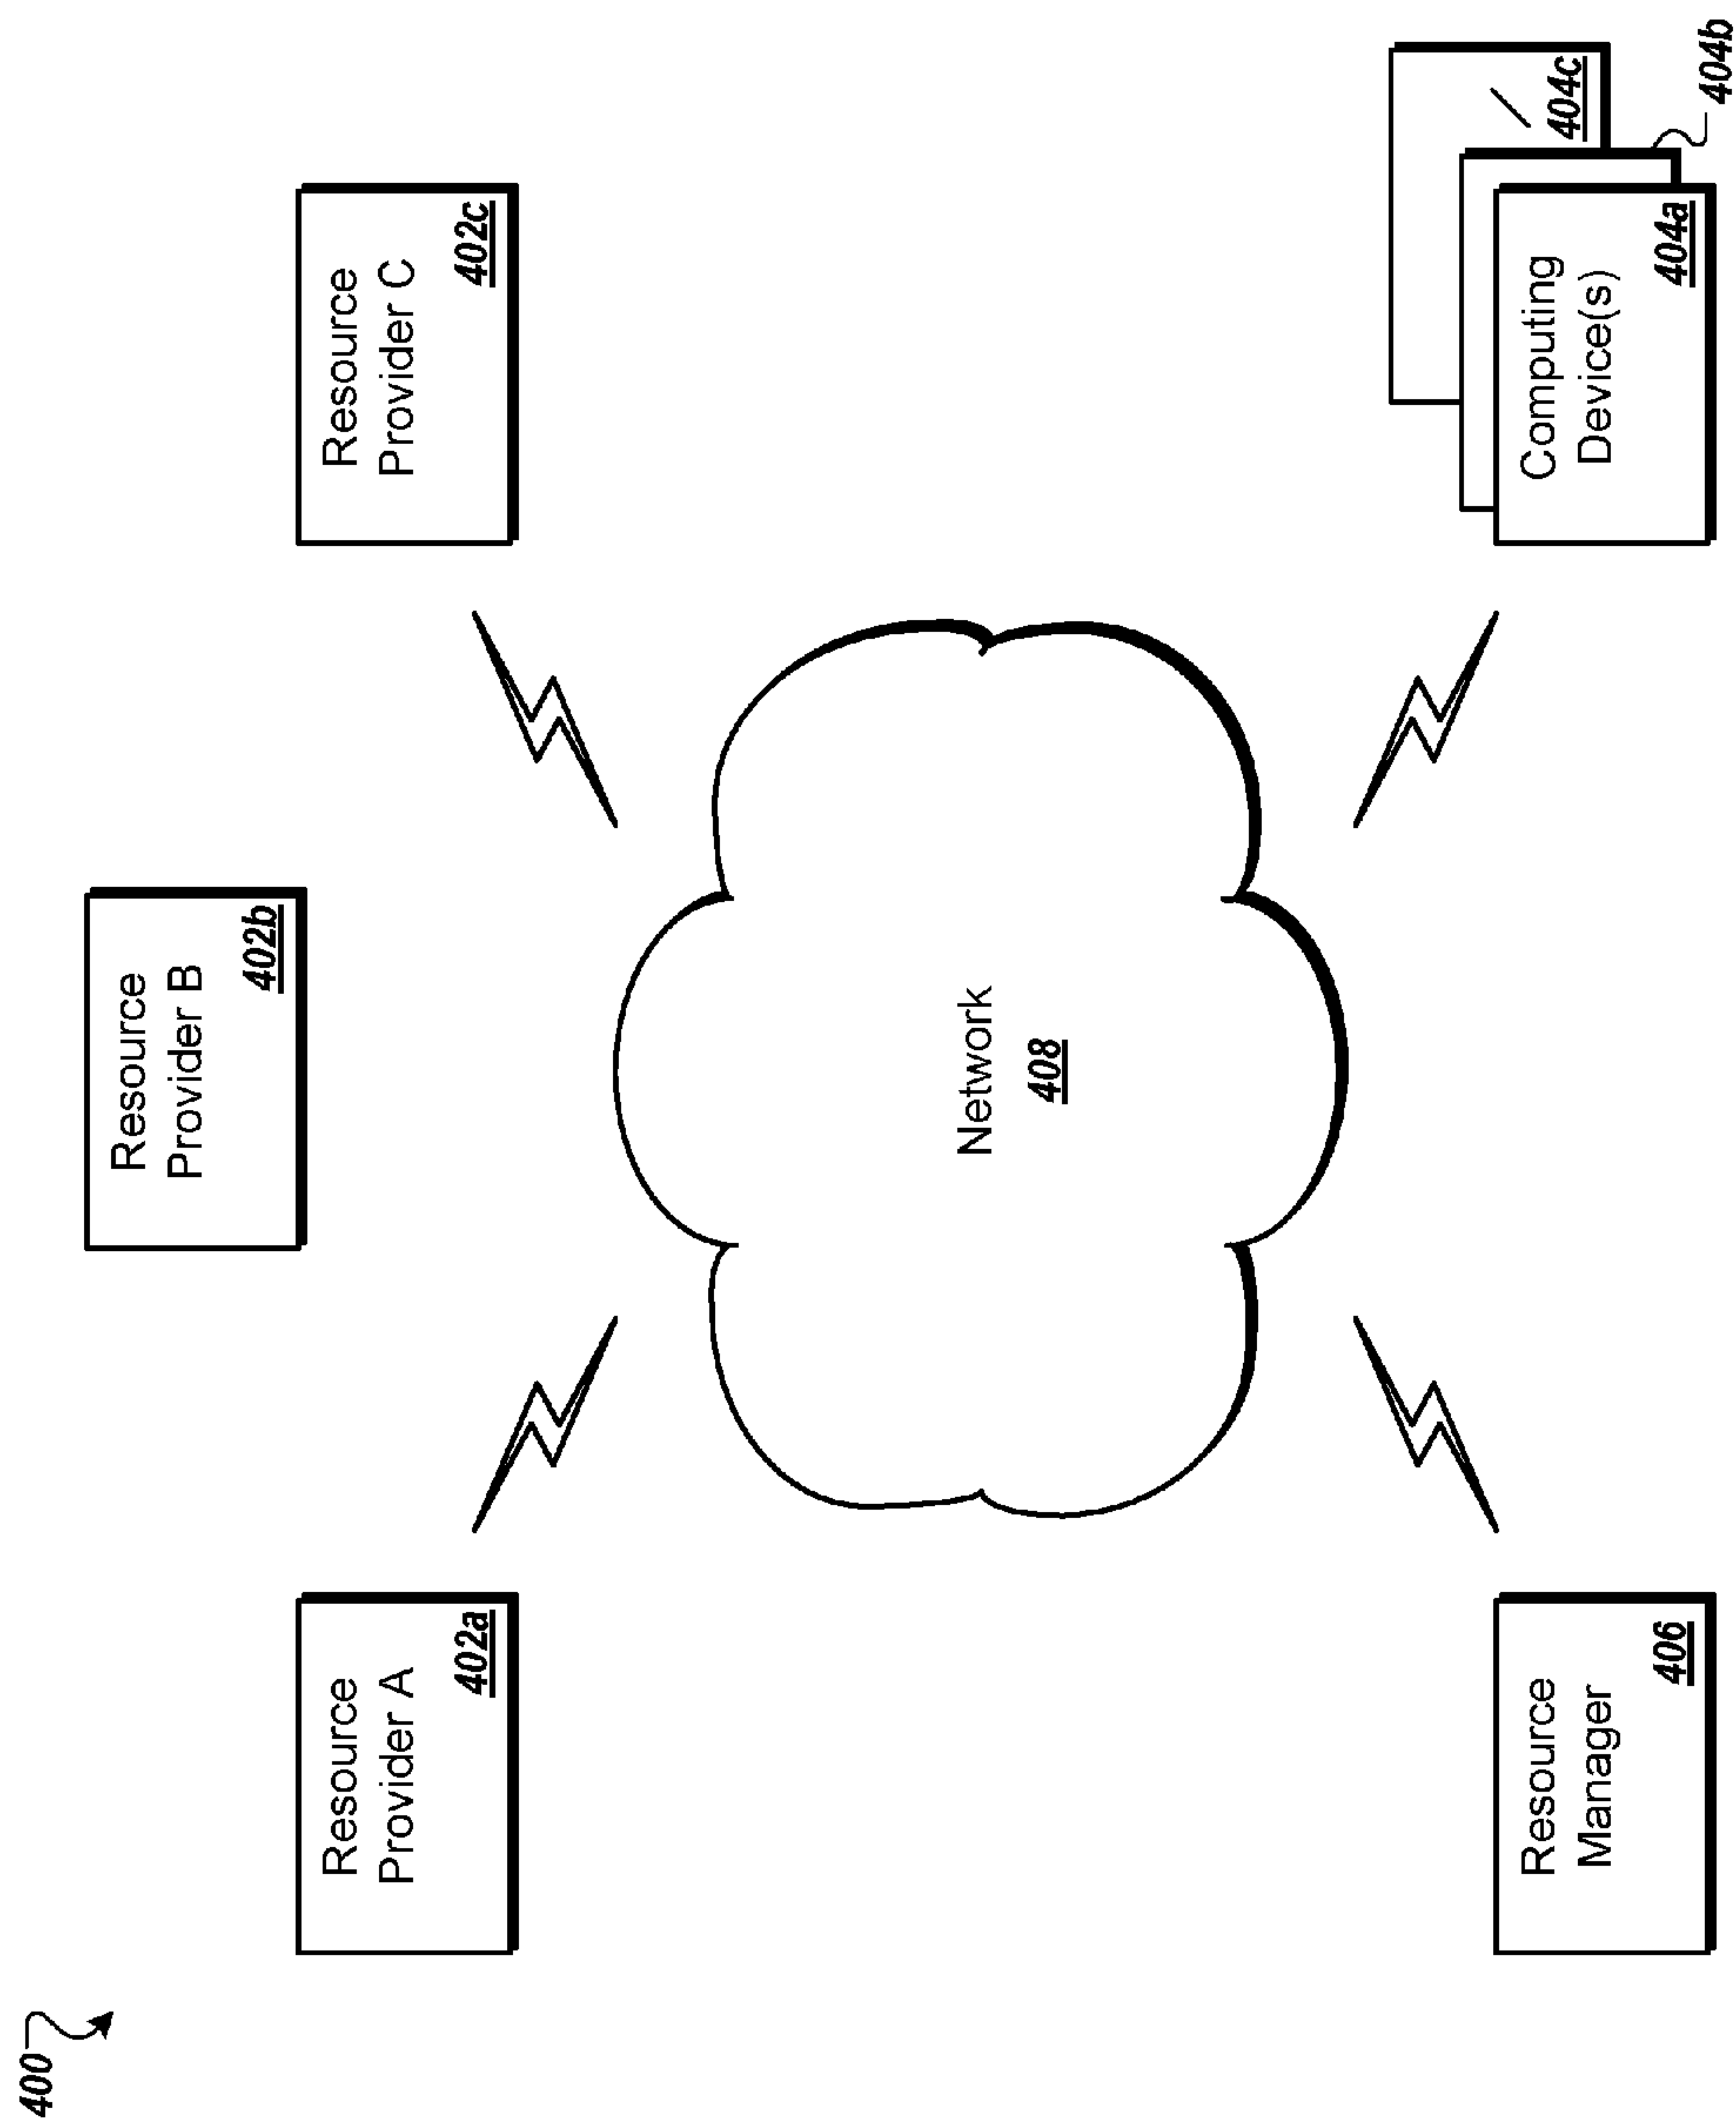 400
Resource
Provider B
402b
Resource
Provider A
402a
Resource
Provider C
402c
Network
408
Resource
Manager
406
Computing
Device(s)
404a
404b
404c